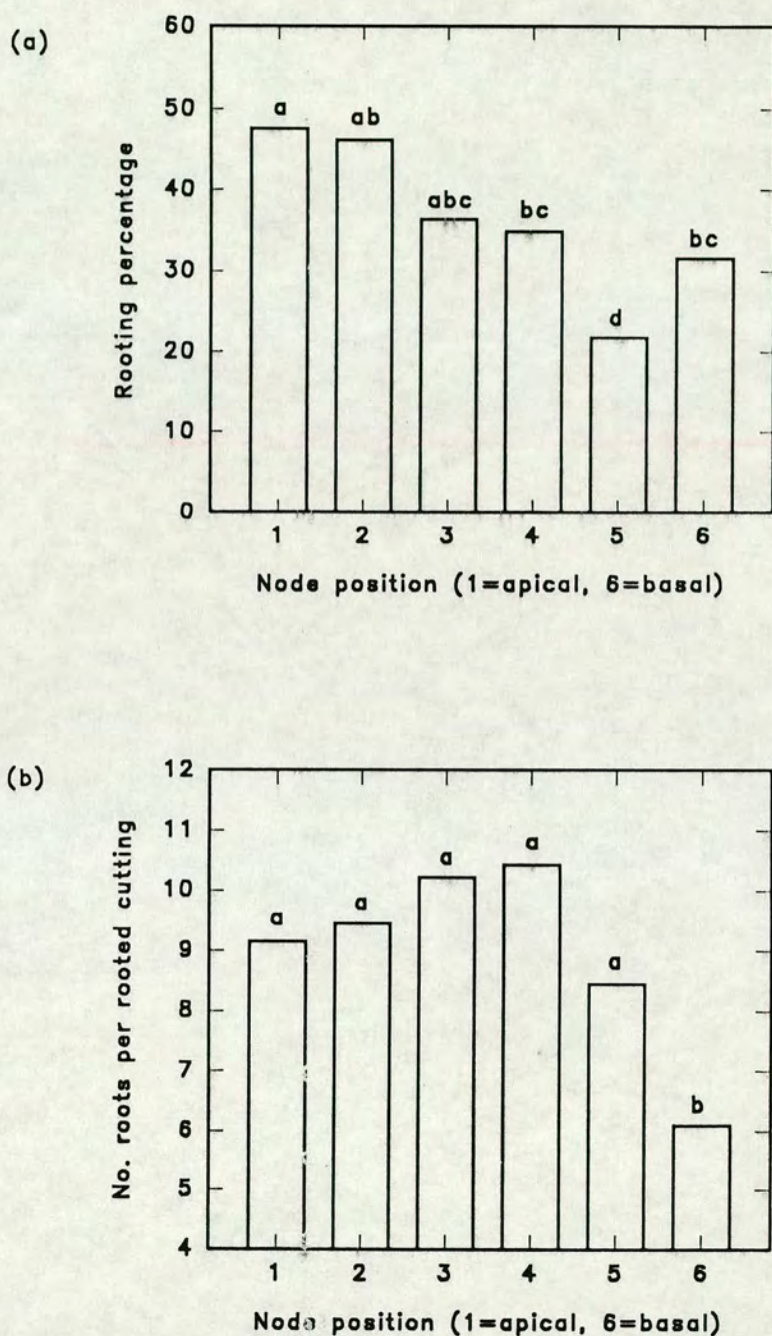 (a)
Rooting percentage
60
50
40
30
20
10
0
a
ab
abc
bc
d
bc
1 2 3 4 5 6
Node position (1=apical, 6=basal)
(b)
No. roots per rooted cutting
12
11
10
9
8
7
6
5
4
a
a
a
a
a
b
1 2 3 4 5 6
Node position (1=apical, 6=basal)